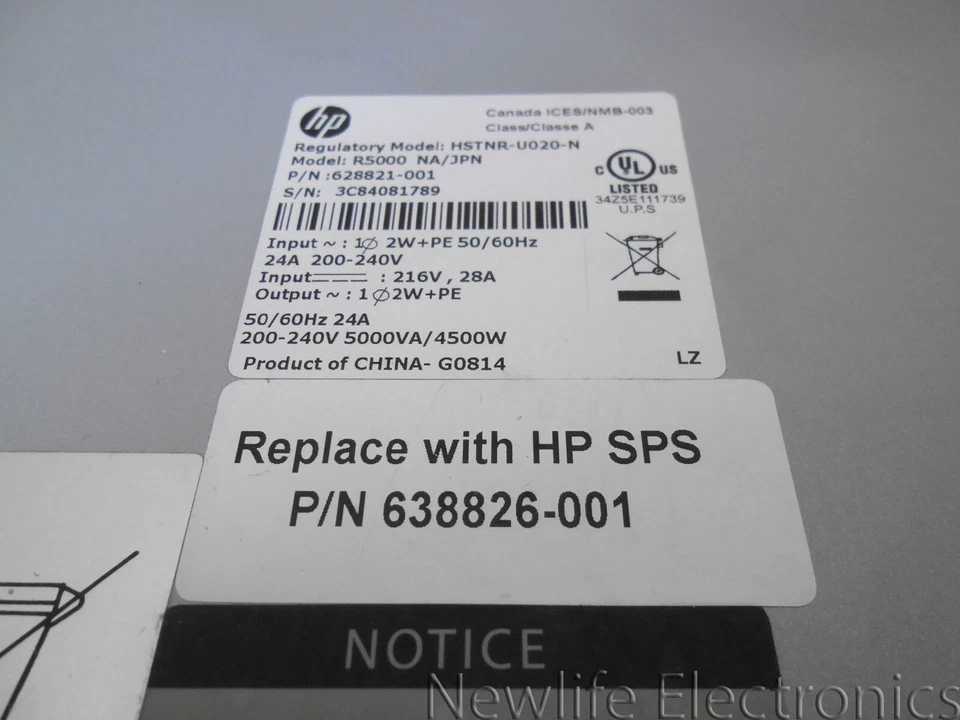 hp
Canada ICES/NMB-003
Class/Classe A
Regulatory Model: HSTNR-U020-N
Model: R5000 NA/JPN
P/N :628821-001
S/N: 3C84081789
C UL US
LISTED
34Z5E111739
U.P.S
Input ~ : 1∅ 2W+PE 50/60Hz
24A 200-240V
Input⎓ : 216V, 28A
Output ~ : 1∅2W+PE
50/60Hz 24A
200-240V 5000VA/4500W
Product of CHINA- G0814
LZ
Replace with HP SPS
P/N 638826-001
NOTICE
Newlife Electronics